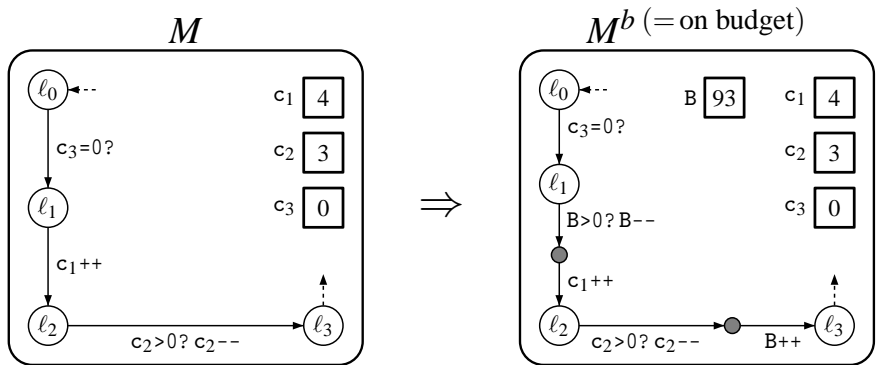 M
ℓ0
c1 4
c3=0?
c2 3
ℓ1
c3 0
c1++
ℓ2
c2>0? c2--
ℓ3
⇒
M^b (= on budget)
ℓ0
B 93
c1 4
c3=0?
c2 3
ℓ1
c3 0
B>0? B--
c1++
ℓ2
c2>0? c2--
B++
ℓ3